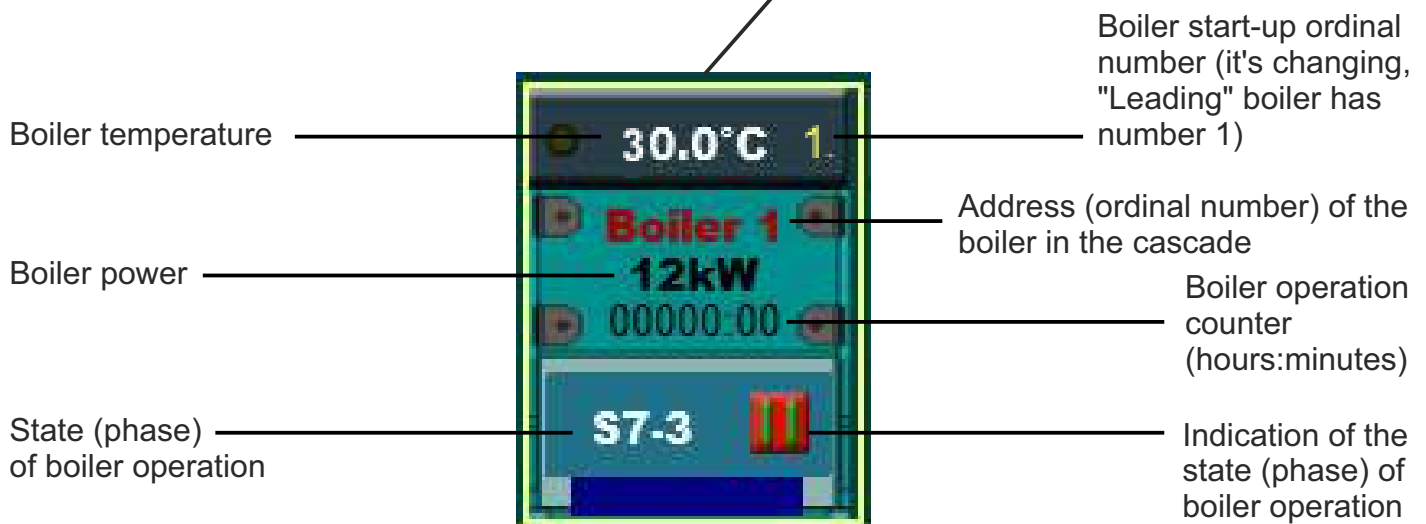 Boiler start-up ordinal
number (it's changing,
"Leading" boiler has
number 1)
Boiler temperature
30.0°C 1.
Address (ordinal number) of the
boiler in the cascade
Boiler 1
Boiler power
12kW
Boiler operation
counter
(hours:minutes)
00000:00
State (phase)
of boiler operation
S7-3
Indication of the
state (phase) of
boiler operation